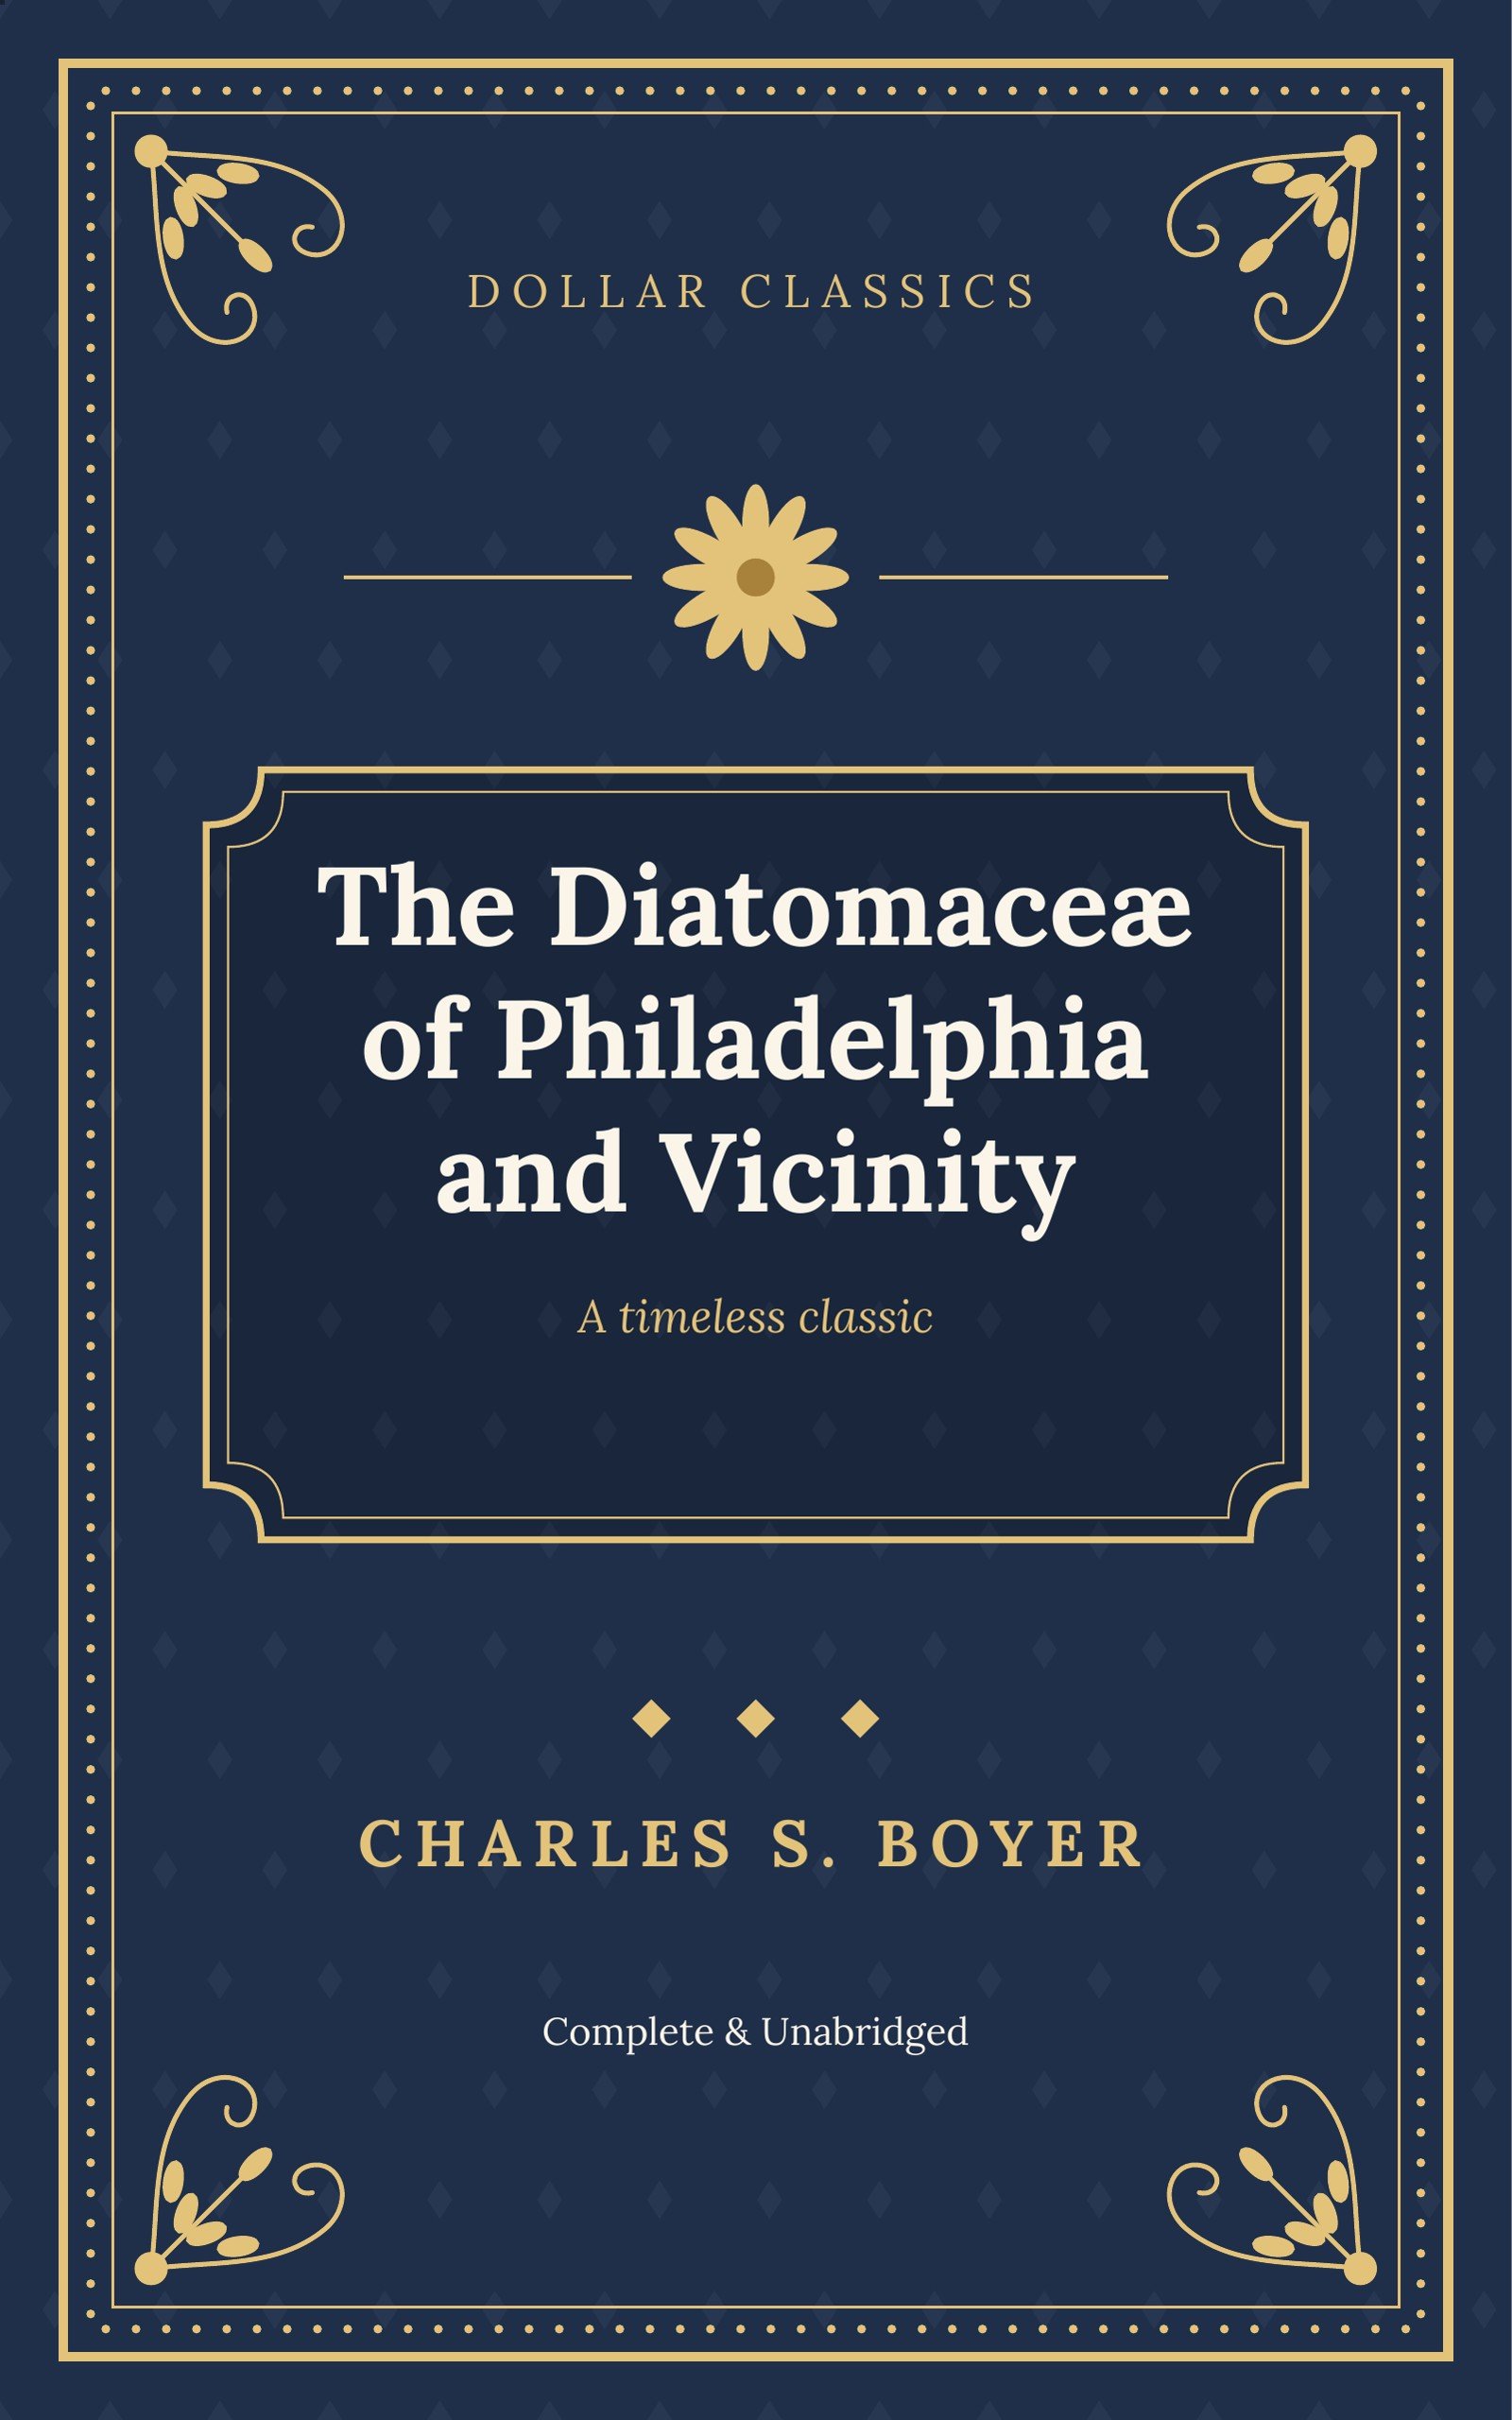 DOLLAR CLASSICS
The Diatomaceæ
of Philadelphia
and Vicinity
A timeless classic
CHARLES S. BOYER
Complete & Unabridged